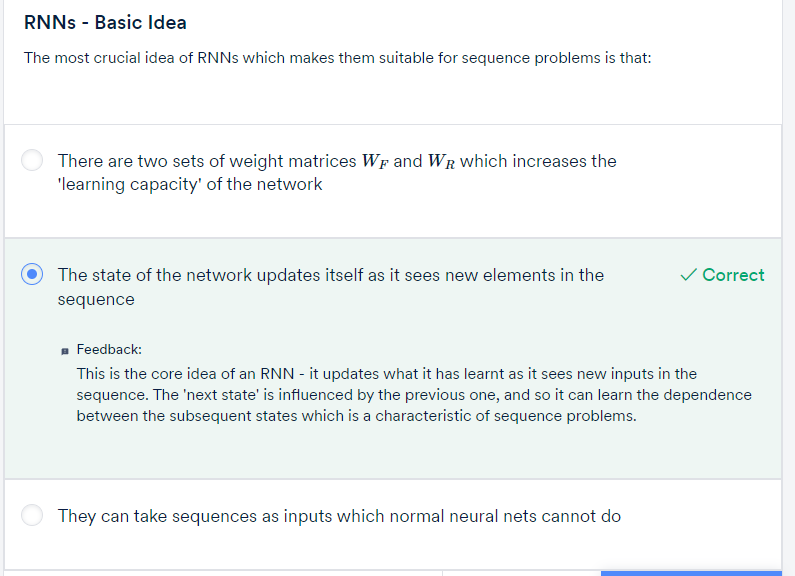 RNNs - Basic Idea
The most crucial idea of RNNs which makes them suitable for sequence problems is that:
There are two sets of weight matrices W_F and W_R which increases the
'learning capacity' of the network
The state of the network updates itself as it sees new elements in the
sequence
✓ Correct
Feedback:
This is the core idea of an RNN - it updates what it has learnt as it sees new inputs in the
sequence. The 'next state' is influenced by the previous one, and so it can learn the dependence
between the subsequent states which is a characteristic of sequence problems.
They can take sequences as inputs which normal neural nets cannot do